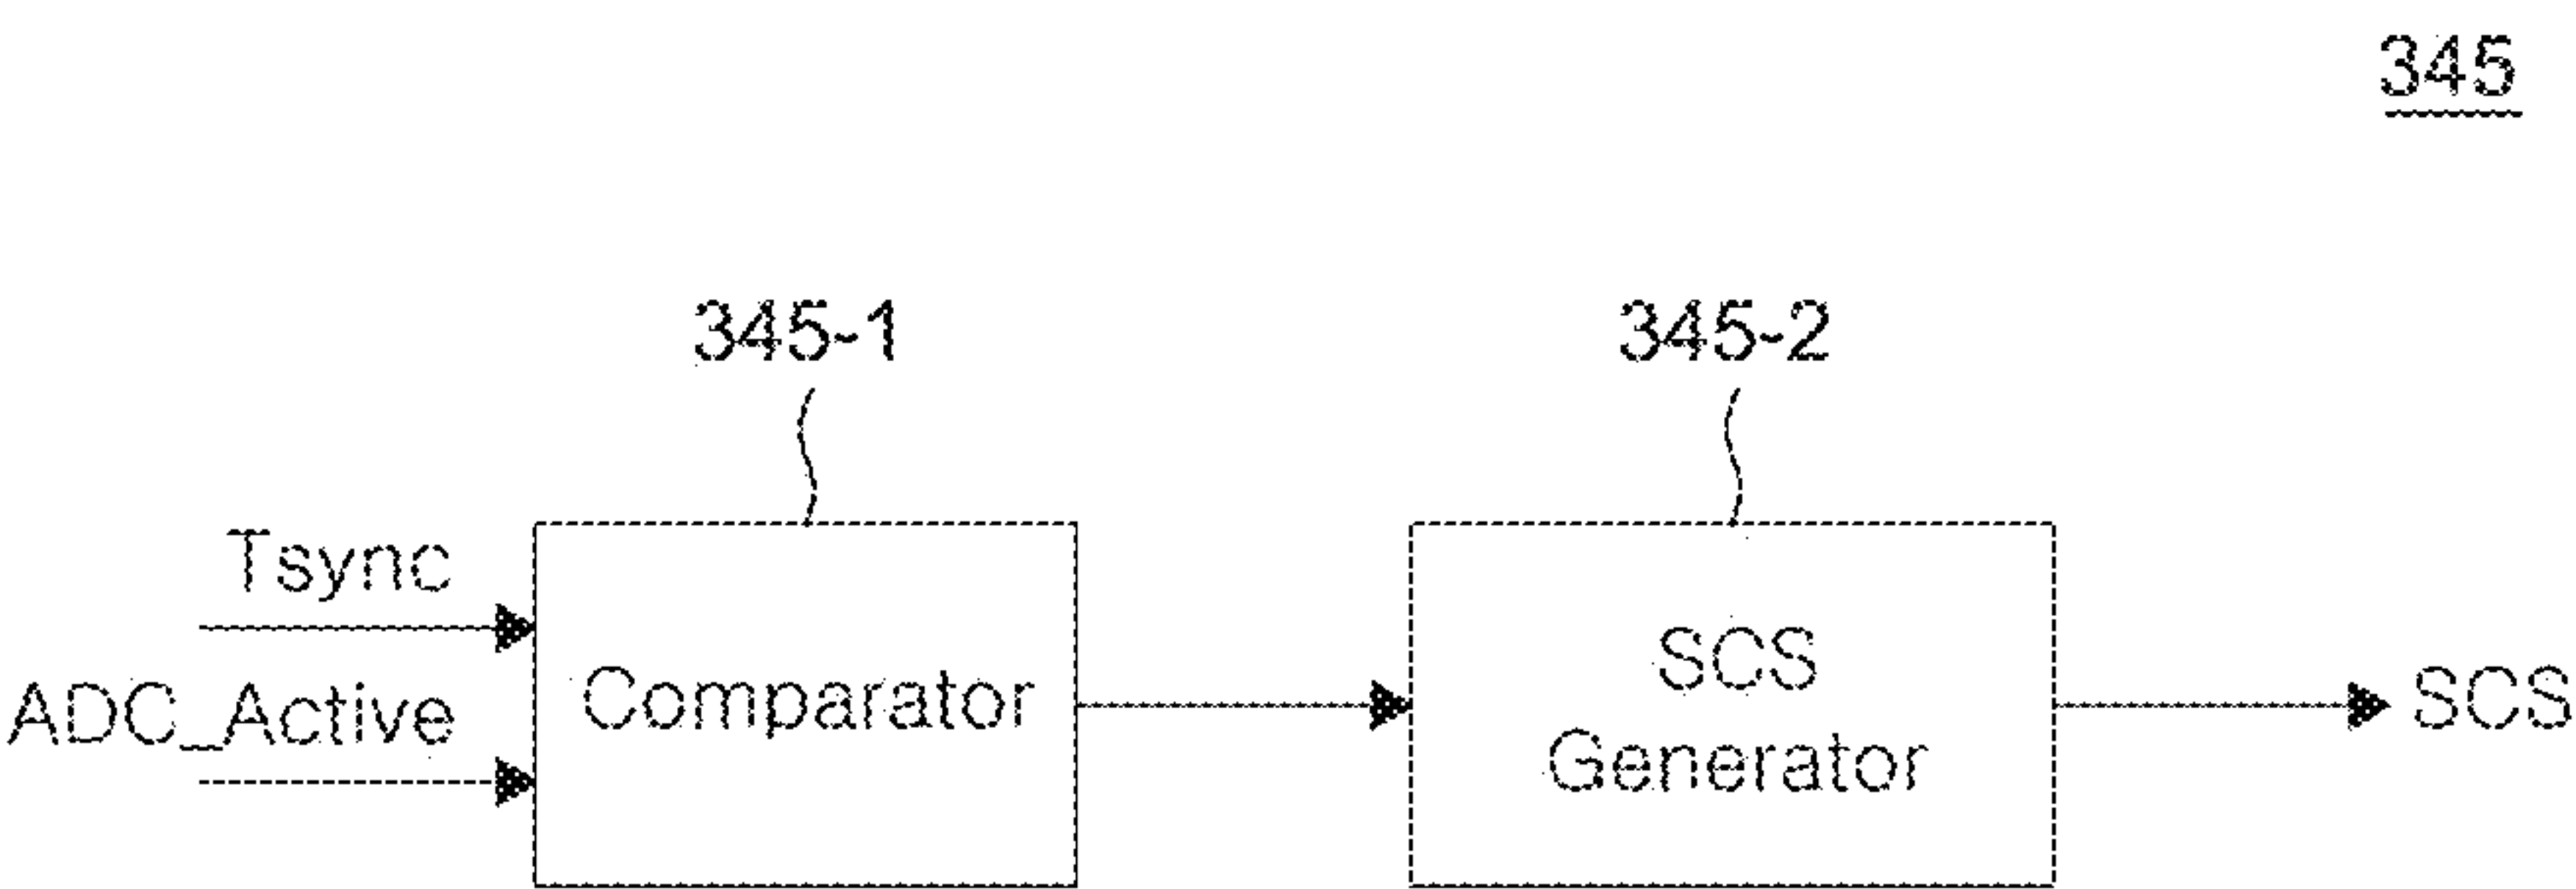 345
345-1
345-2
Tsync
ADC_Active
Comparator
SCS
Generator
SCS